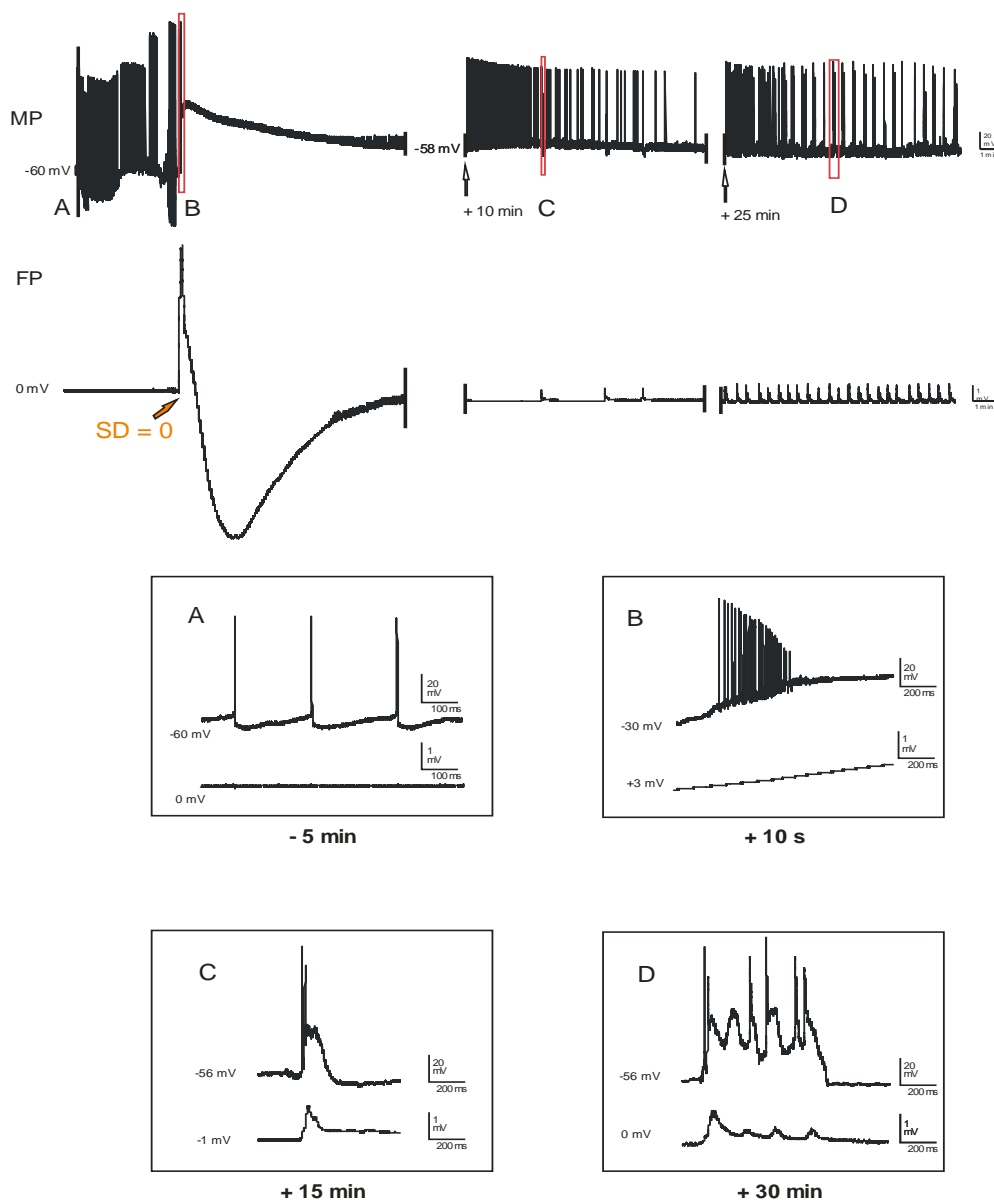 MP
-60 mV
A
B
-58 mV
+ 10 min
C
+ 25 min
D
20
mV
1 min
FP
0 mV
SD = 0
1
mV
1 min
A
20
mV
100 ms
-60 mV
1
mV
100 ms
0 mV
- 5 min
B
20
mV
200 ms
-30 mV
1
mV
200 ms
+3 mV
+ 10 s
C
20
mV
200 ms
-56 mV
1
mV
200 ms
-1 mV
+ 15 min
D
20
mV
200 ms
-56 mV
1
mV
200 ms
0 mV
+ 30 min